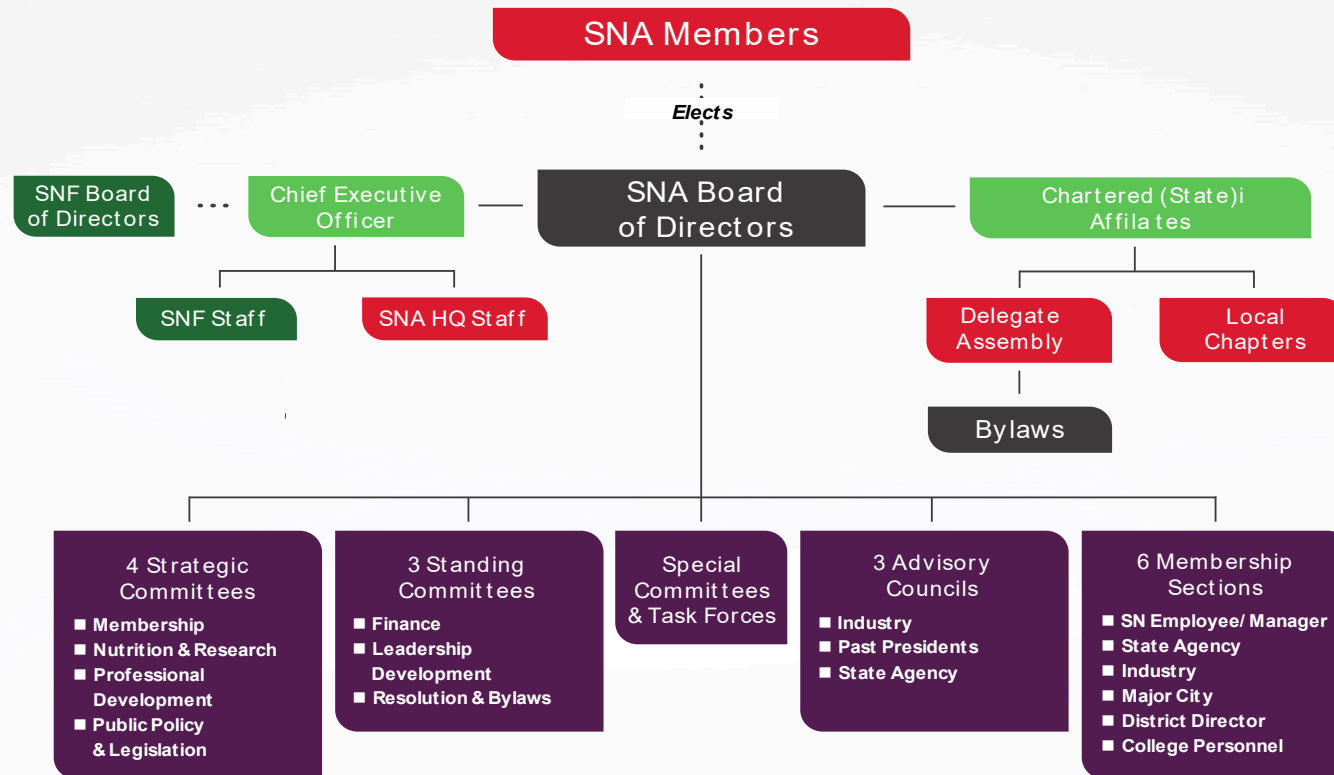 SNA Members
Elects
SNF Board
of Directors
Chief Executive
Officer
SNA Board
of Directors
Chartered (State)i
Affilates
SNF Staff
SNA HQ Staff
Delegate
Assembly
Local
Chapters
Bylaws
4 Strategic
Committees
■ Membership
■ Nutrition & Research
■ Professional
Development
■ Public Policy
& Legislation
3 Standing
Committees
■ Finance
■ Leadership
Development
■ Resolution & Bylaws
Special
Committees
& Task Forces
3 Advisory
Councils
■ Industry
■ Past Presidents
■ State Agency
6 Membership
Sections
■ SN Employee/ Manager
■ State Agency
■ Industry
■ Major City
■ District Director
■ College Personnel